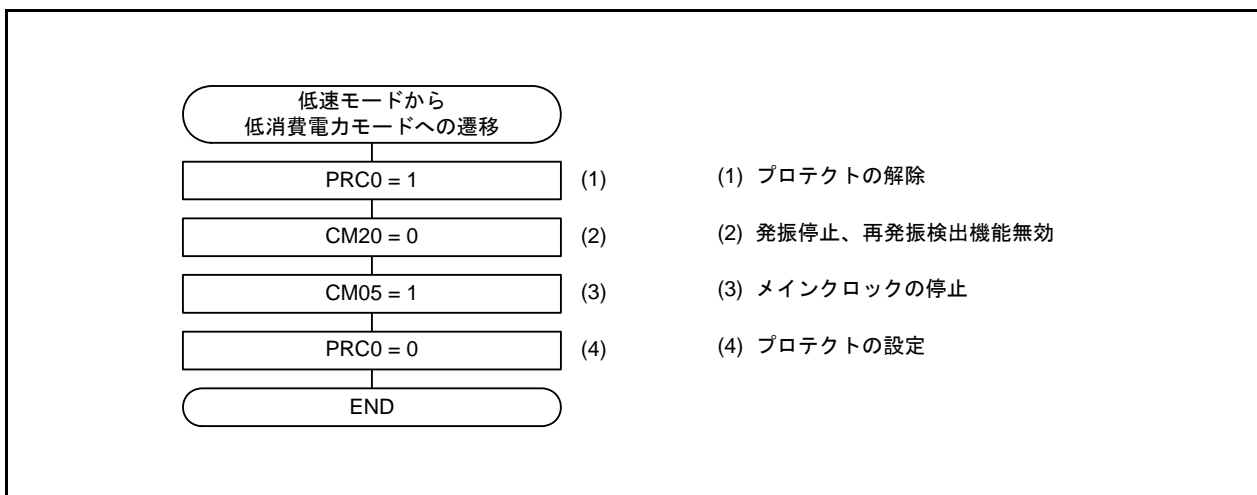 低速モードから
低消費電力モードへの遷移
PRC0 = 1 (1) (1) プロテクトの解除
CM20 = 0 (2) (2) 発振停止、再発振検出機能無効
CM05 = 1 (3) (3) メインクロックの停止
PRC0 = 0 (4) (4) プロテクトの設定
END